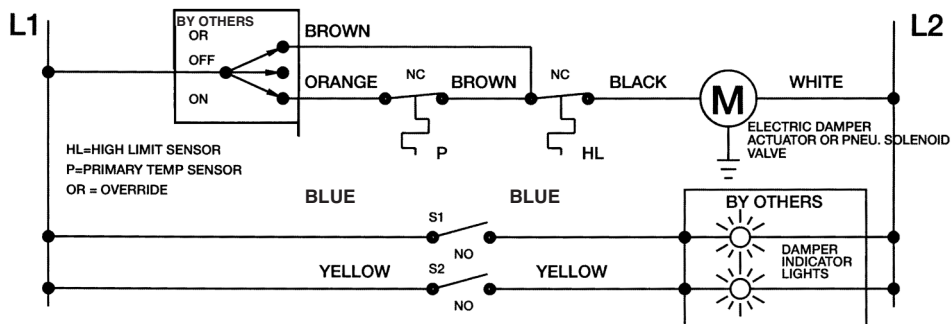 L1
L2
BY OTHERS
OR
OFF
ON
BROWN
ORANGE
NC
BROWN
NC
BLACK
M
WHITE
P
HL
ELECTRIC DAMPER
ACTUATOR OR PNEU. SOLENOID
VALVE
HL=HIGH LIMIT SENSOR
P=PRIMARY TEMP SENSOR
OR = OVERRIDE
BLUE
S1
NO
BLUE
BY OTHERS
DAMPER
INDICATOR
LIGHTS
YELLOW
S2
NO
YELLOW